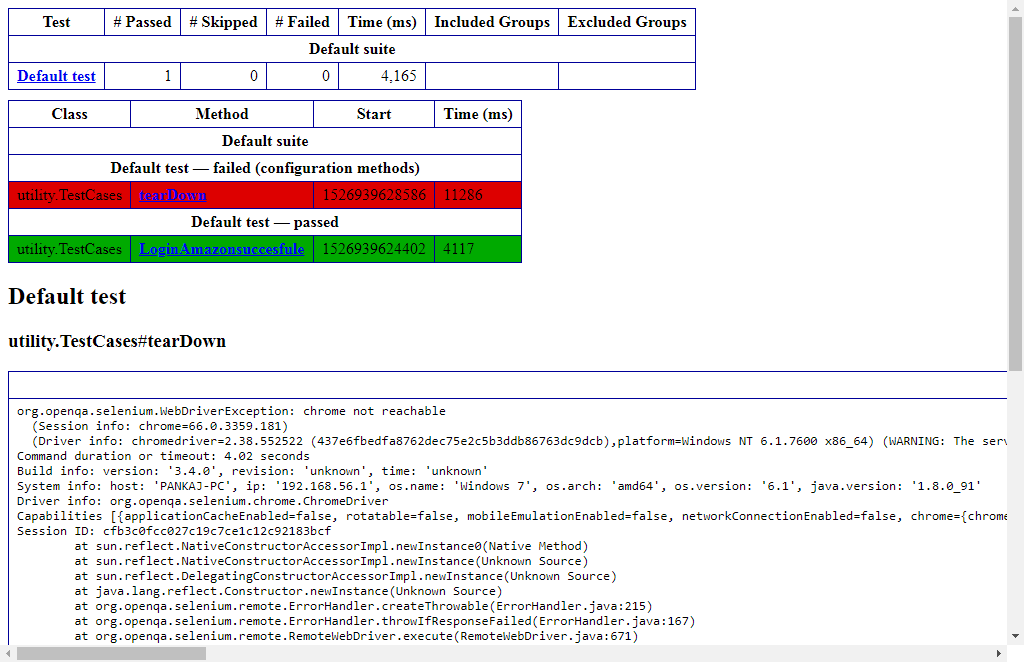 Test # Passed # Skipped # Failed Time (ms) Included Groups Excluded Groups
Default suite
Default test 1 0 0 4,165
Class Method Start Time (ms)
Default suite
Default test — failed (configuration methods)
utility.TestCases tearDown 1526939628586 11286
Default test — passed
utility.TestCases LoginAmazonsuccesfule 1526939624402 4117
Default test
utility.TestCases#tearDown
org.openqa.selenium.WebDriverException: chrome not reachable
(Session info: chrome=66.0.3359.181)
(Driver info: chromedriver=2.38.552522 (437e6fbedfa8762dec75e2c5b3ddb86763dc9dcb),platform=Windows NT 6.1.7600 x86_64) (WARNING: The serv
Command duration or timeout: 4.02 seconds
Build info: version: '3.4.0', revision: 'unknown', time: 'unknown'
System info: host: 'PANKAJ-PC', ip: '192.168.56.1', os.name: 'Windows 7', os.arch: 'amd64', os.version: '6.1', java.version: '1.8.0_91'
Driver info: org.openqa.selenium.chrome.ChromeDriver
Capabilities [{applicationCacheEnabled=false, rotatable=false, mobileEmulationEnabled=false, networkConnectionEnabled=false, chrome={chrome
Session ID: cfb3c0fcc027c19c7ce1c12c92183bcf
at sun.reflect.NativeConstructorAccessorImpl.newInstance0(Native Method)
at sun.reflect.NativeConstructorAccessorImpl.newInstance(Unknown Source)
at sun.reflect.DelegatingConstructorAccessorImpl.newInstance(Unknown Source)
at java.lang.reflect.Constructor.newInstance(Unknown Source)
at org.openqa.selenium.remote.ErrorHandler.createThrowable(ErrorHandler.java:215)
at org.openqa.selenium.remote.ErrorHandler.throwIfResponseFailed(ErrorHandler.java:167)
at org.openqa.selenium.remote.RemoteWebDriver.execute(RemoteWebDriver.java:671)